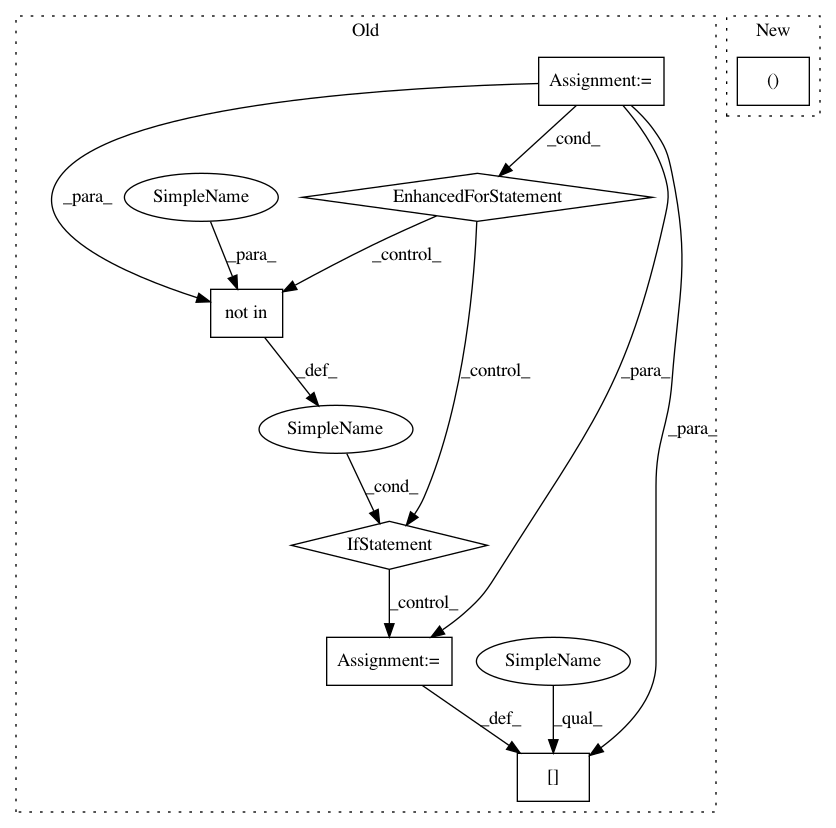 Old
New
Assignment:=
()
_cond_
_para_
SimpleName
EnhancedForStatement
_para_
_control_
not in
_def_
_control_
_para_
SimpleName
_para_
_cond_
IfStatement
_control_
Assignment:=
SimpleName
_def_
_qual_
[]